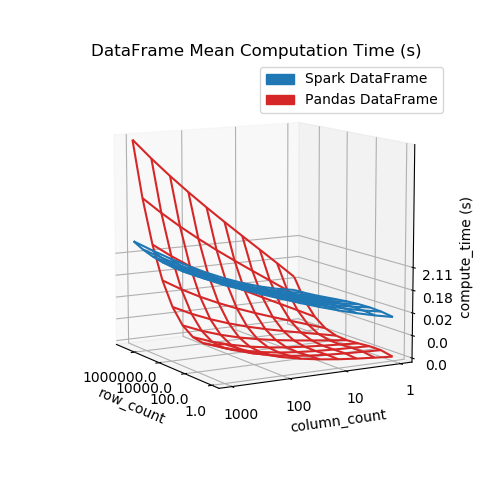 DataFrame Mean Computation Time (s)
Spark DataFrame
Pandas DataFrame
compute_time (s)
2.11
0.18
0.02
0.0
0.0
1000000.0
10000.0
100.0
1.0
row_count
1000
100
10
1
column_count